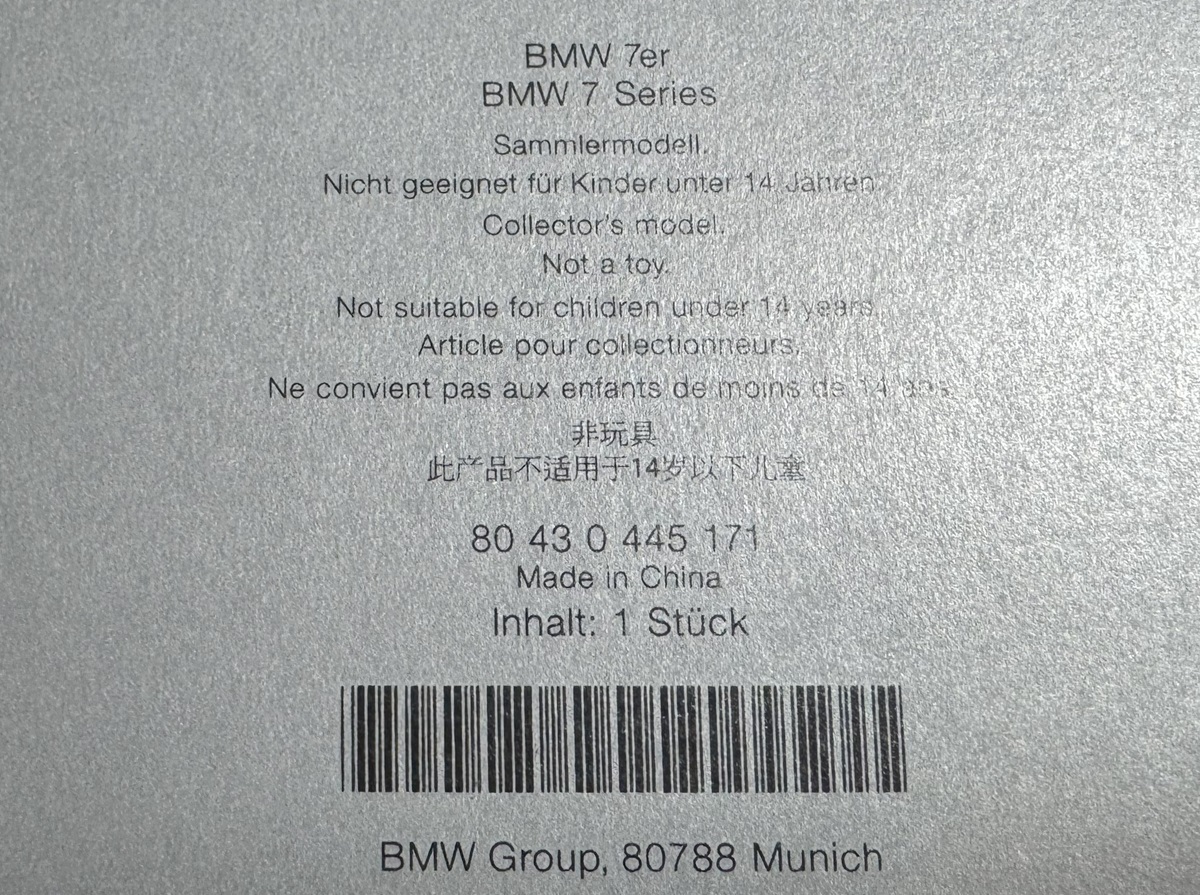 BMW 7er
BMW 7 Series
Sammlermodell.
Nicht geeignet für Kinder unter 14 Jahren.
Collector's model.
Not a toy.
Not suitable for children under 14 years.
Article pour collectionneurs.
Ne convient pas aux enfants de moins de 14 ans.
非玩具
此产品不适用于14岁以下儿童
80 43 0 445 171
Made in China
Inhalt: 1 Stück
BMW Group, 80788 Munich